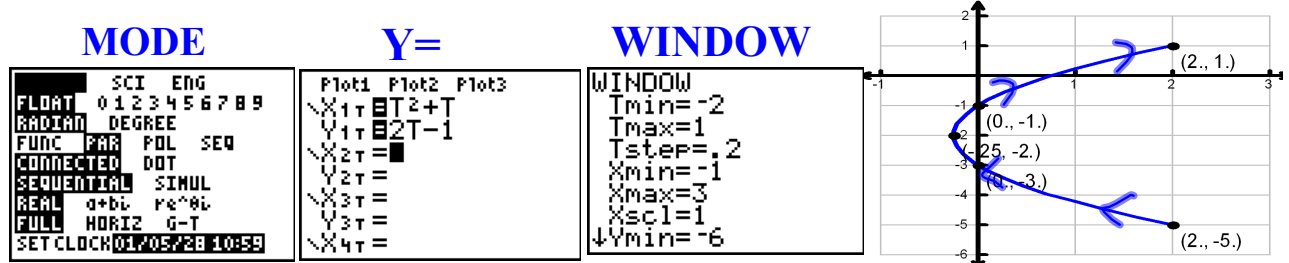 MODE
SCI ENG
FLOAT 0 1 2 3 4 5 6 7 8 9
RADIAN DEGREE
FUNC PAR POL SEQ
CONNECTED DOT
SEQUENTIAL SIMUL
REAL a+bi re^θi
FULL HORIZ G-T
SET CLOCK 01/05/28 10:59
Y=
Plot1 Plot2 Plot3
\X1T=T²+T
Y1T=2T-1
\X2T=
Y2T=
\X3T=
Y3T=
\X4T=
WINDOW
WINDOW
Tmin=-2
Tmax=1
Tstep=.2
Xmin=-1
Xmax=3
Xscl=1
↓Ymin=-6
2
1
(2., 1.)
-1 1 2 3
-1
(0., -1.)
-2
(-.25, -2.)
-3
(0., -3.)
-4
-5
(2., -5.)
-6